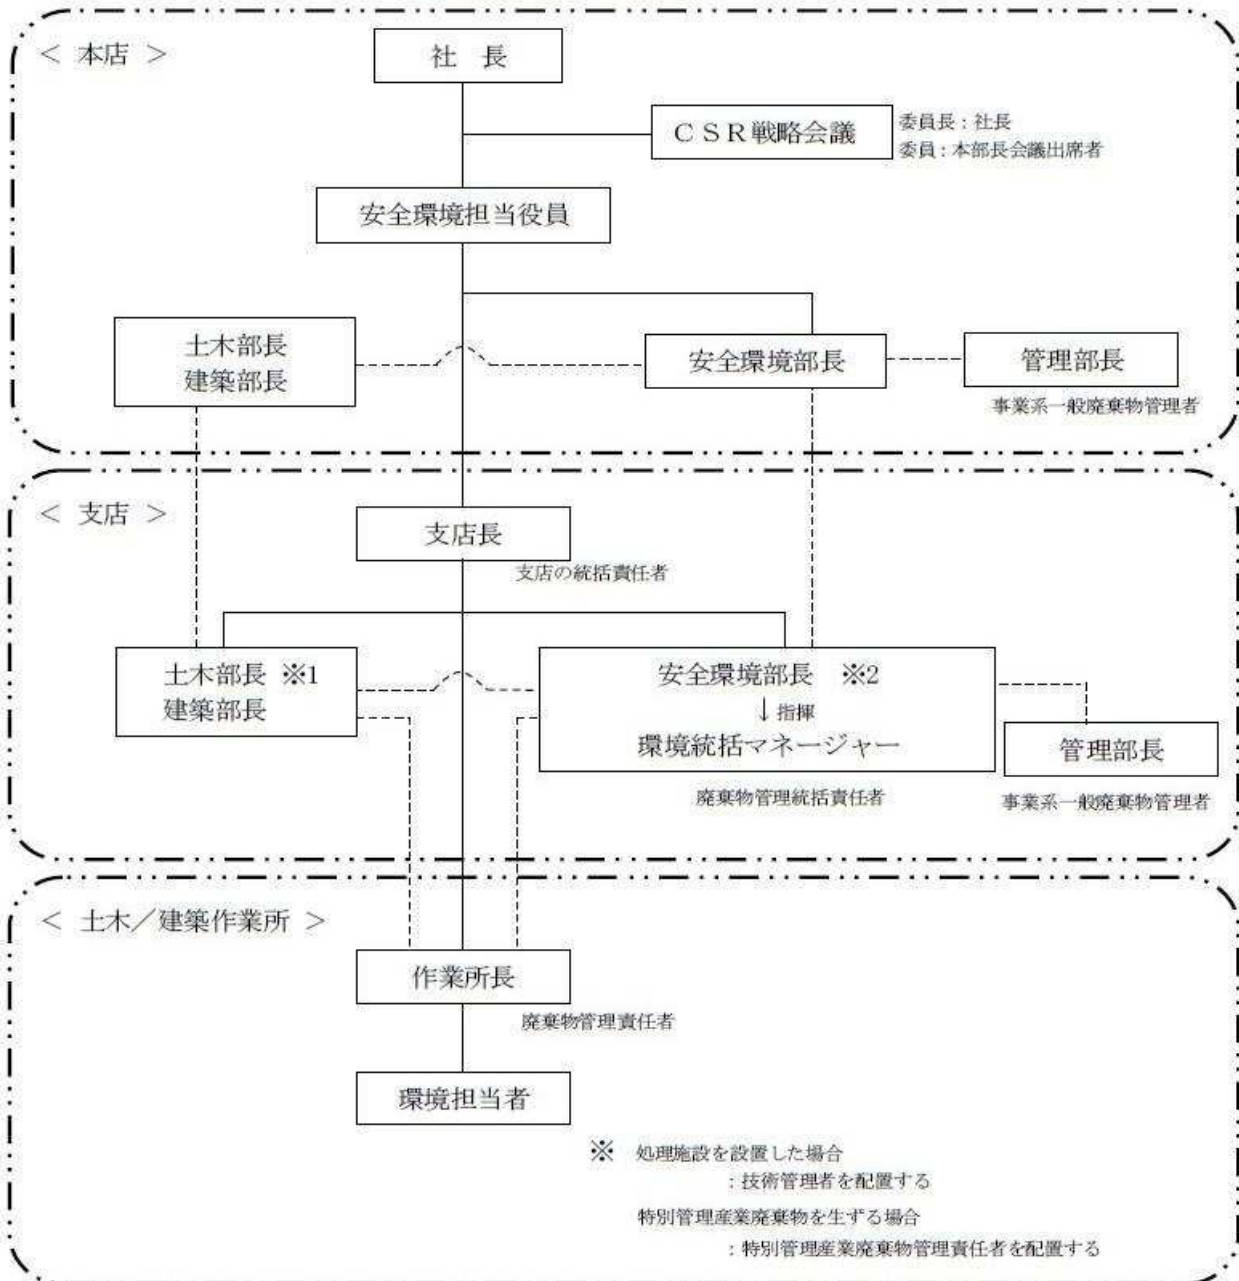 < 本店 >
社 長
CSR戦略会議
委員長：社長
委員：本部長会議出席者
安全環境担当役員
土木部長
建築部長
安全環境部長
管理部長
事業系一般廃棄物管理者
< 支店 >
支店長
支店の統括責任者
土木部長 ※1
建築部長
安全環境部長 ※2
↓指揮
環境統括マネージャー
廃棄物管理統括責任者
管理部長
事業系一般廃棄物管理者
< 土木／建築作業所 >
作業所長
廃棄物管理責任者
環境担当者
※ 処理施設を設置した場合
：技術管理者を配置する
特別管理産業廃棄物を生ずる場合
：特別管理産業廃棄物管理責任者を配置する